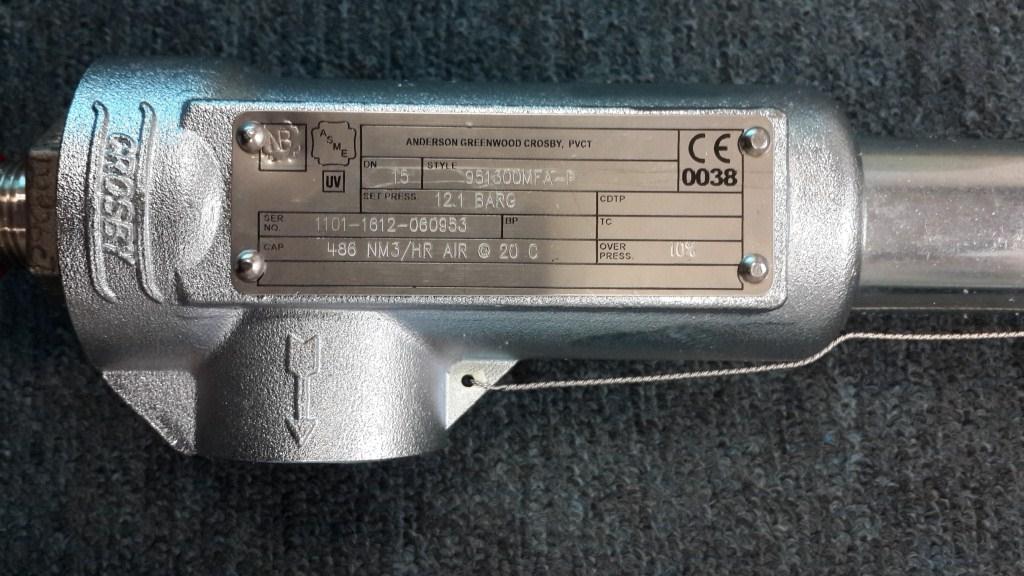 CROSBY
NB
ASME
UV
ANDERSON GREENWOOD CROSBY, PVCT
CE
0038
DN 15 STYLE 951300MFA-P
SET PRESS. 12.1 BARG CDTP
SER. NO. 1101-1612-060953 BP TC
CAP 486 NM3/HR AIR @ 20 C OVER PRESS. 10%